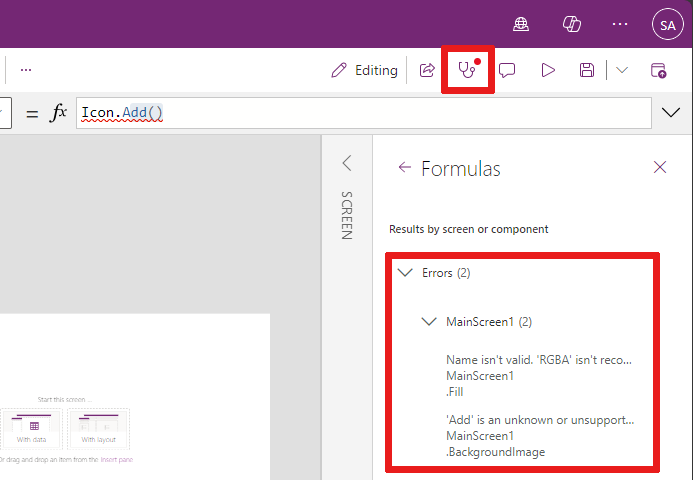 SA
Editing
= fx Icon.Add()
Formulas
SCREEN
Results by screen or component
Errors (2)
MainScreen1 (2)
Name isn't valid. 'RGBA' isn't reco...
MainScreen1
.Fill
'Add' is an unknown or unsupport...
MainScreen1
.BackgroundImage
Start this screen ...
With data
With layout
Or drag and drop an item from the Insert pane